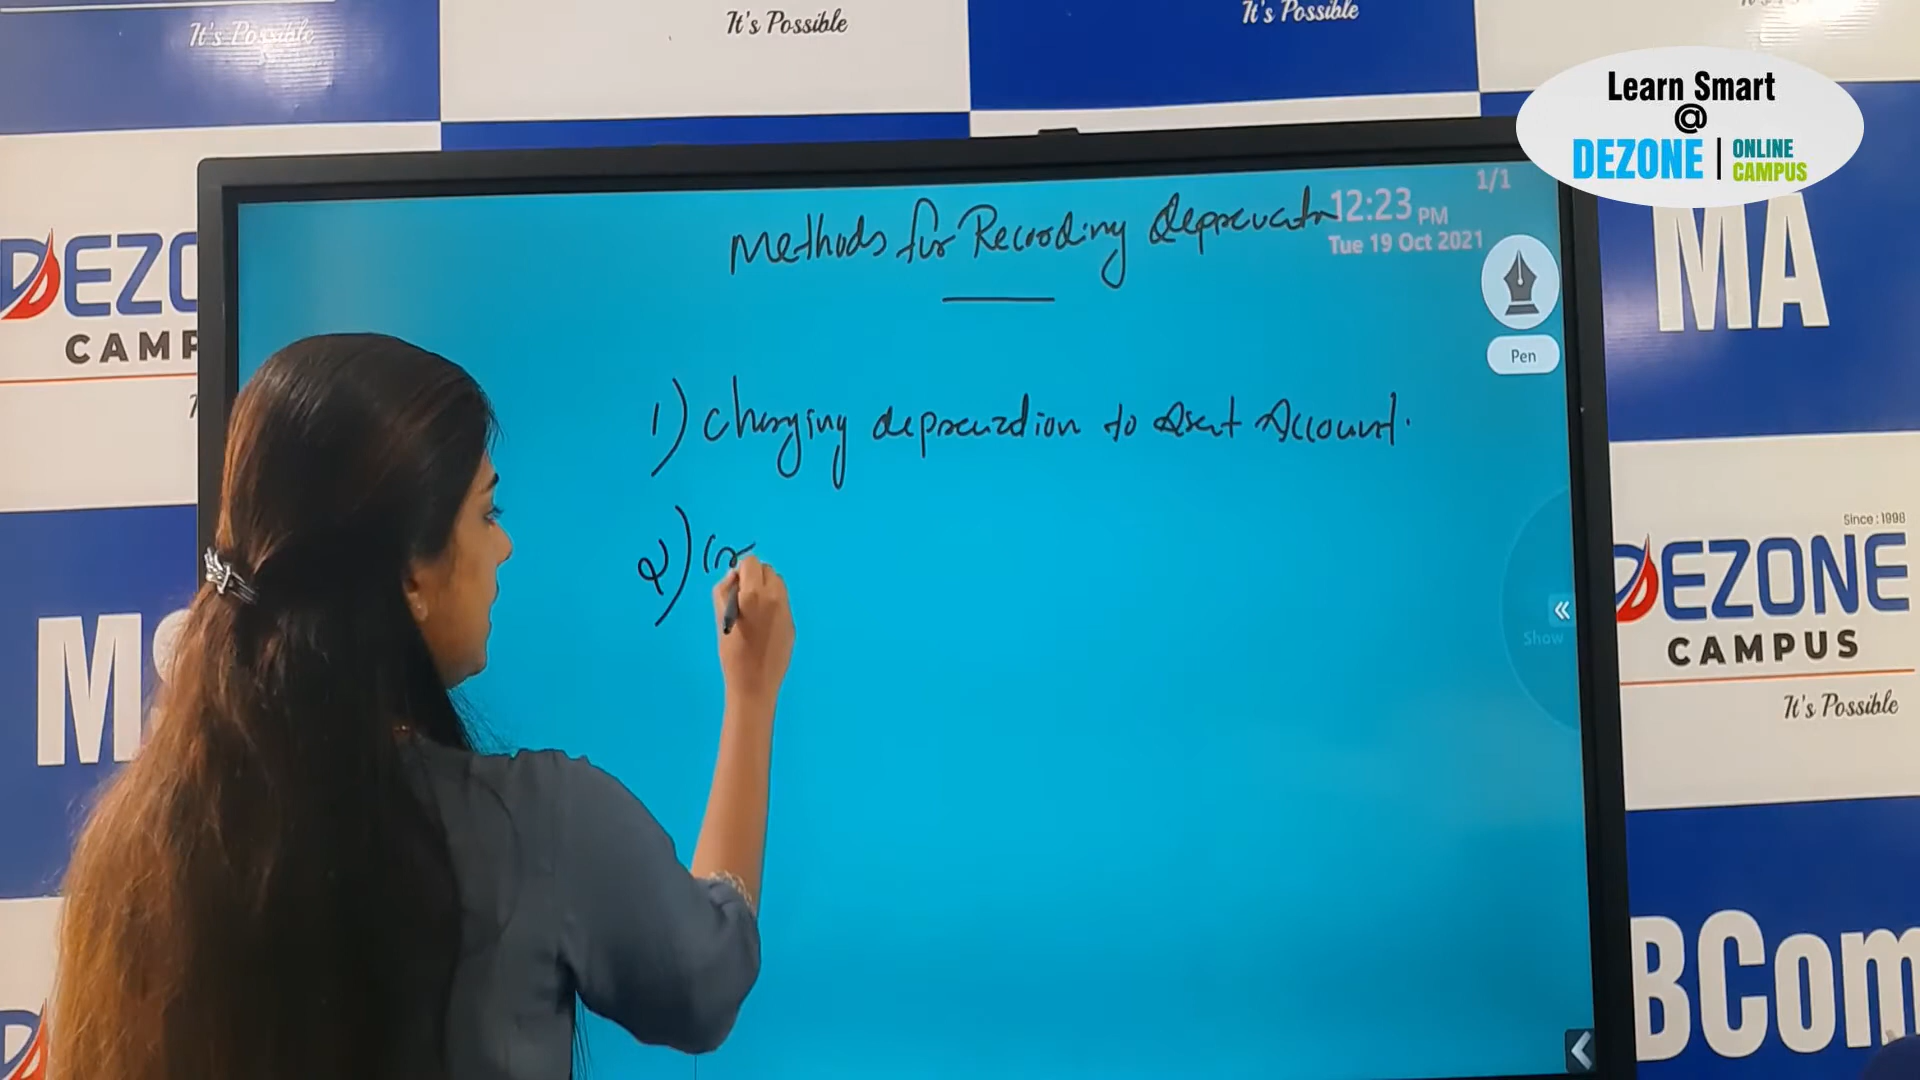 It's Possible
It's Possible
It's Possible
Learn Smart
@
DEZONE | ONLINE CAMPUS
1/1
12:23 PM
Tue 19 Oct 2021
Methods for Recording
Pen
1) Charging depreciation to Asset Account.
2)
« 
Show
DEZO
CAMP
MA
Since : 1998
DEZONE
CAMPUS
It's Possible
BCom